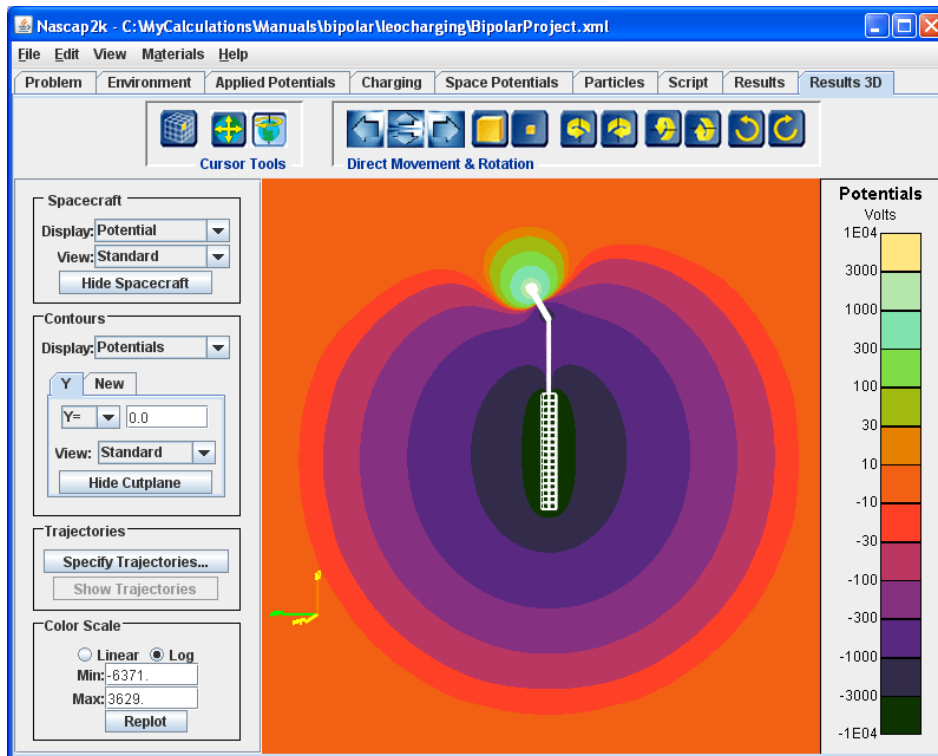 Nascap2k - C:\MyCalculations\Manuals\bipolar\leocharging\BipolarProject.xml
File Edit View Materials Help
Problem Environment Applied Potentials Charging Space Potentials Particles Script Results Results 3D
Cursor Tools
Direct Movement & Rotation
Spacecraft
Display: Potential
View: Standard
Hide Spacecraft
Contours
Display: Potentials
Y New
Y= 0.0
View: Standard
Hide Cutplane
Trajectories
Specify Trajectories...
Show Trajectories
Color Scale
Linear Log
Min: -6371.
Max: 3629.
Replot
Potentials
Volts
1E04
3000
1000
300
100
30
10
-10
-30
-100
-300
-1000
-3000
-1E04